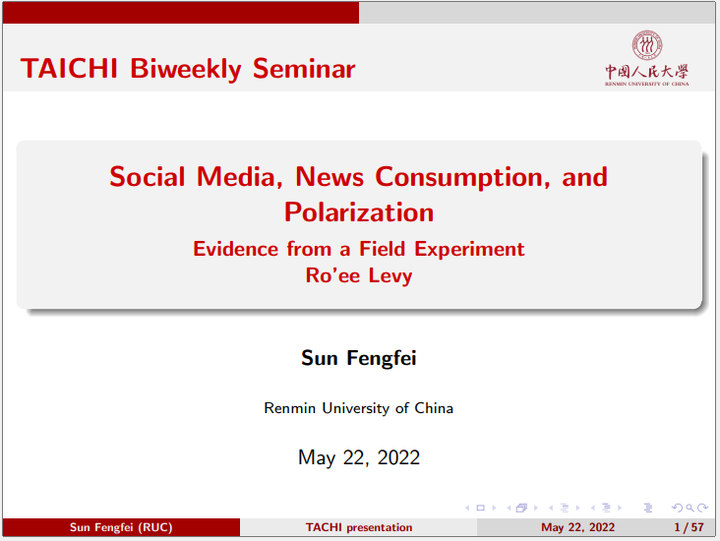 TAICHI Biweekly Seminar
中國人民大學
RENMIN UNIVERSITY OF CHINA
Social Media, News Consumption, and
Polarization
Evidence from a Field Experiment
Ro'ee Levy
Sun Fengfei
Renmin University of China
May 22, 2022
Sun Fengfei (RUC)
TACHI presentation
May 22, 2022
1 / 57